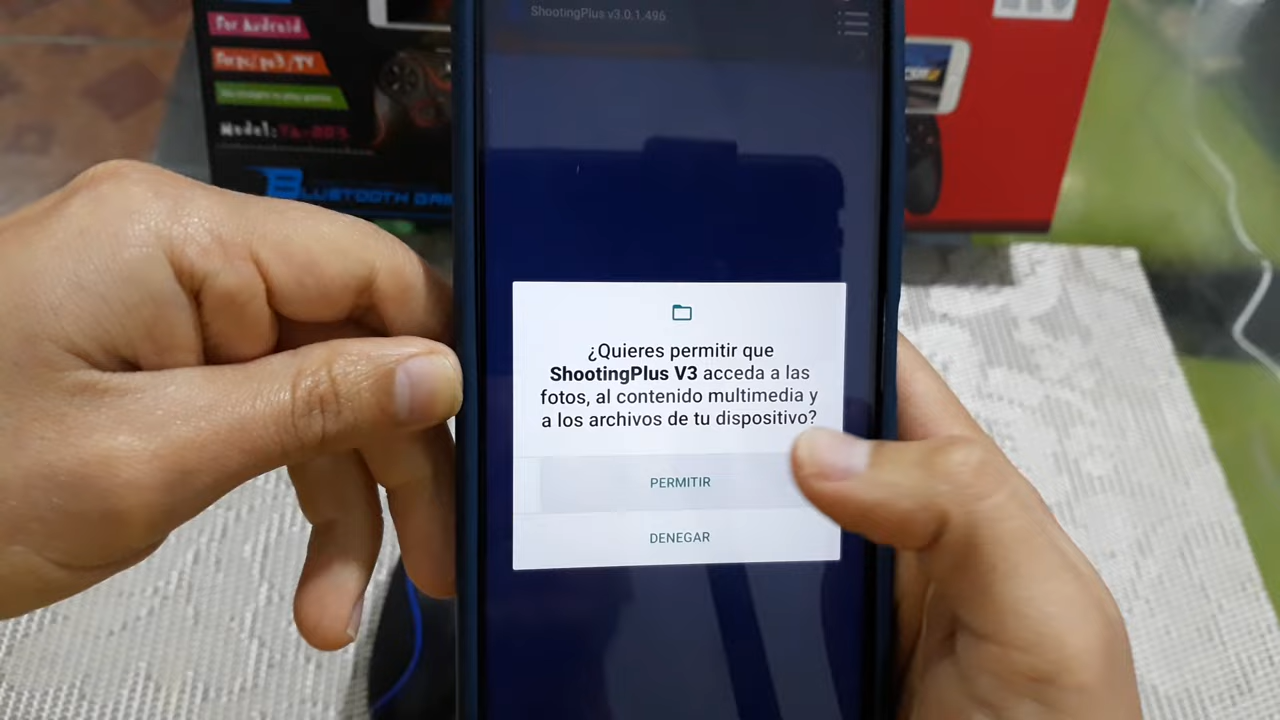 ShootingPlus v3.0.1.496
For Android
Model:
BLUETOOTH
¿Quieres permitir que
ShootingPlus V3 acceda a las
fotos, al contenido multimedia y
a los archivos de tu dispositivo?
PERMITIR
DENEGAR